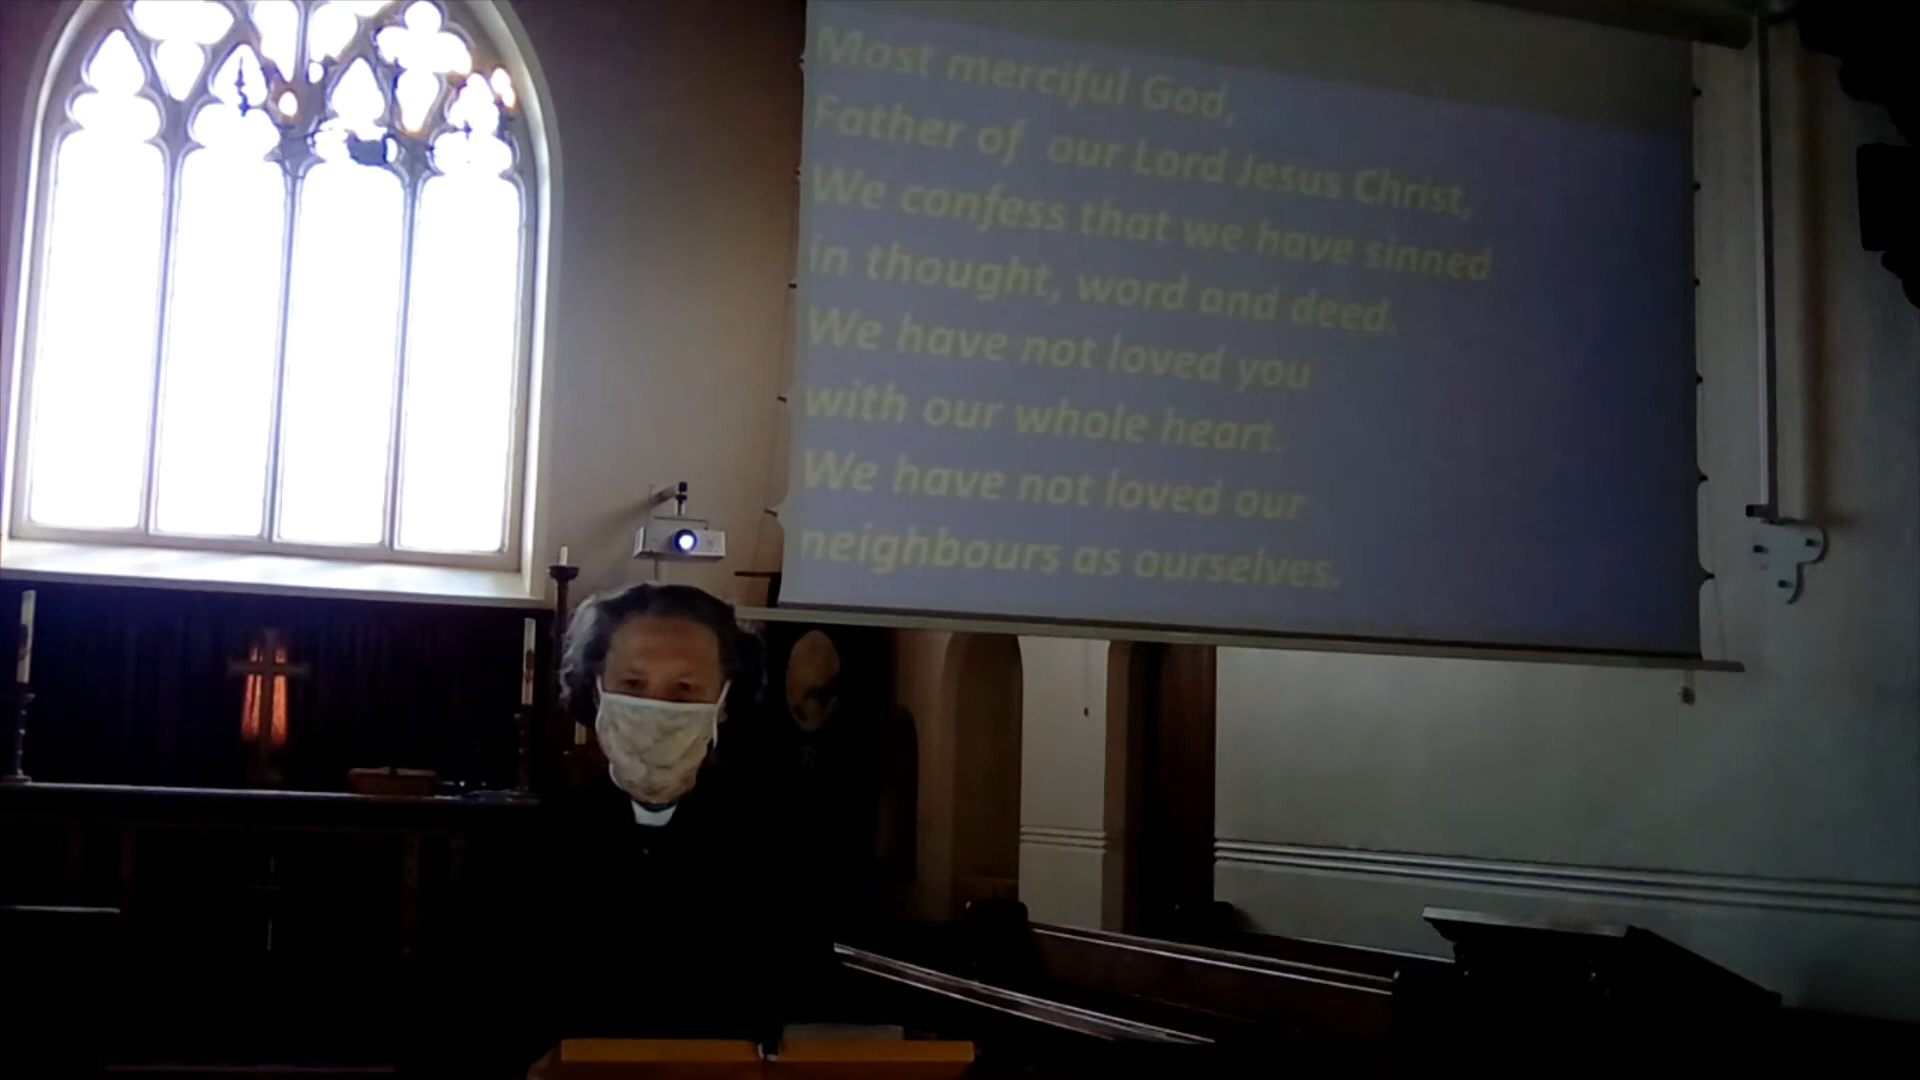 Most merciful God,
Father of our Lord Jesus Christ,
We confess that we have sinned
in thought, word and deed.
We have not loved you
with our whole heart.
We have not loved our
neighbours as ourselves.